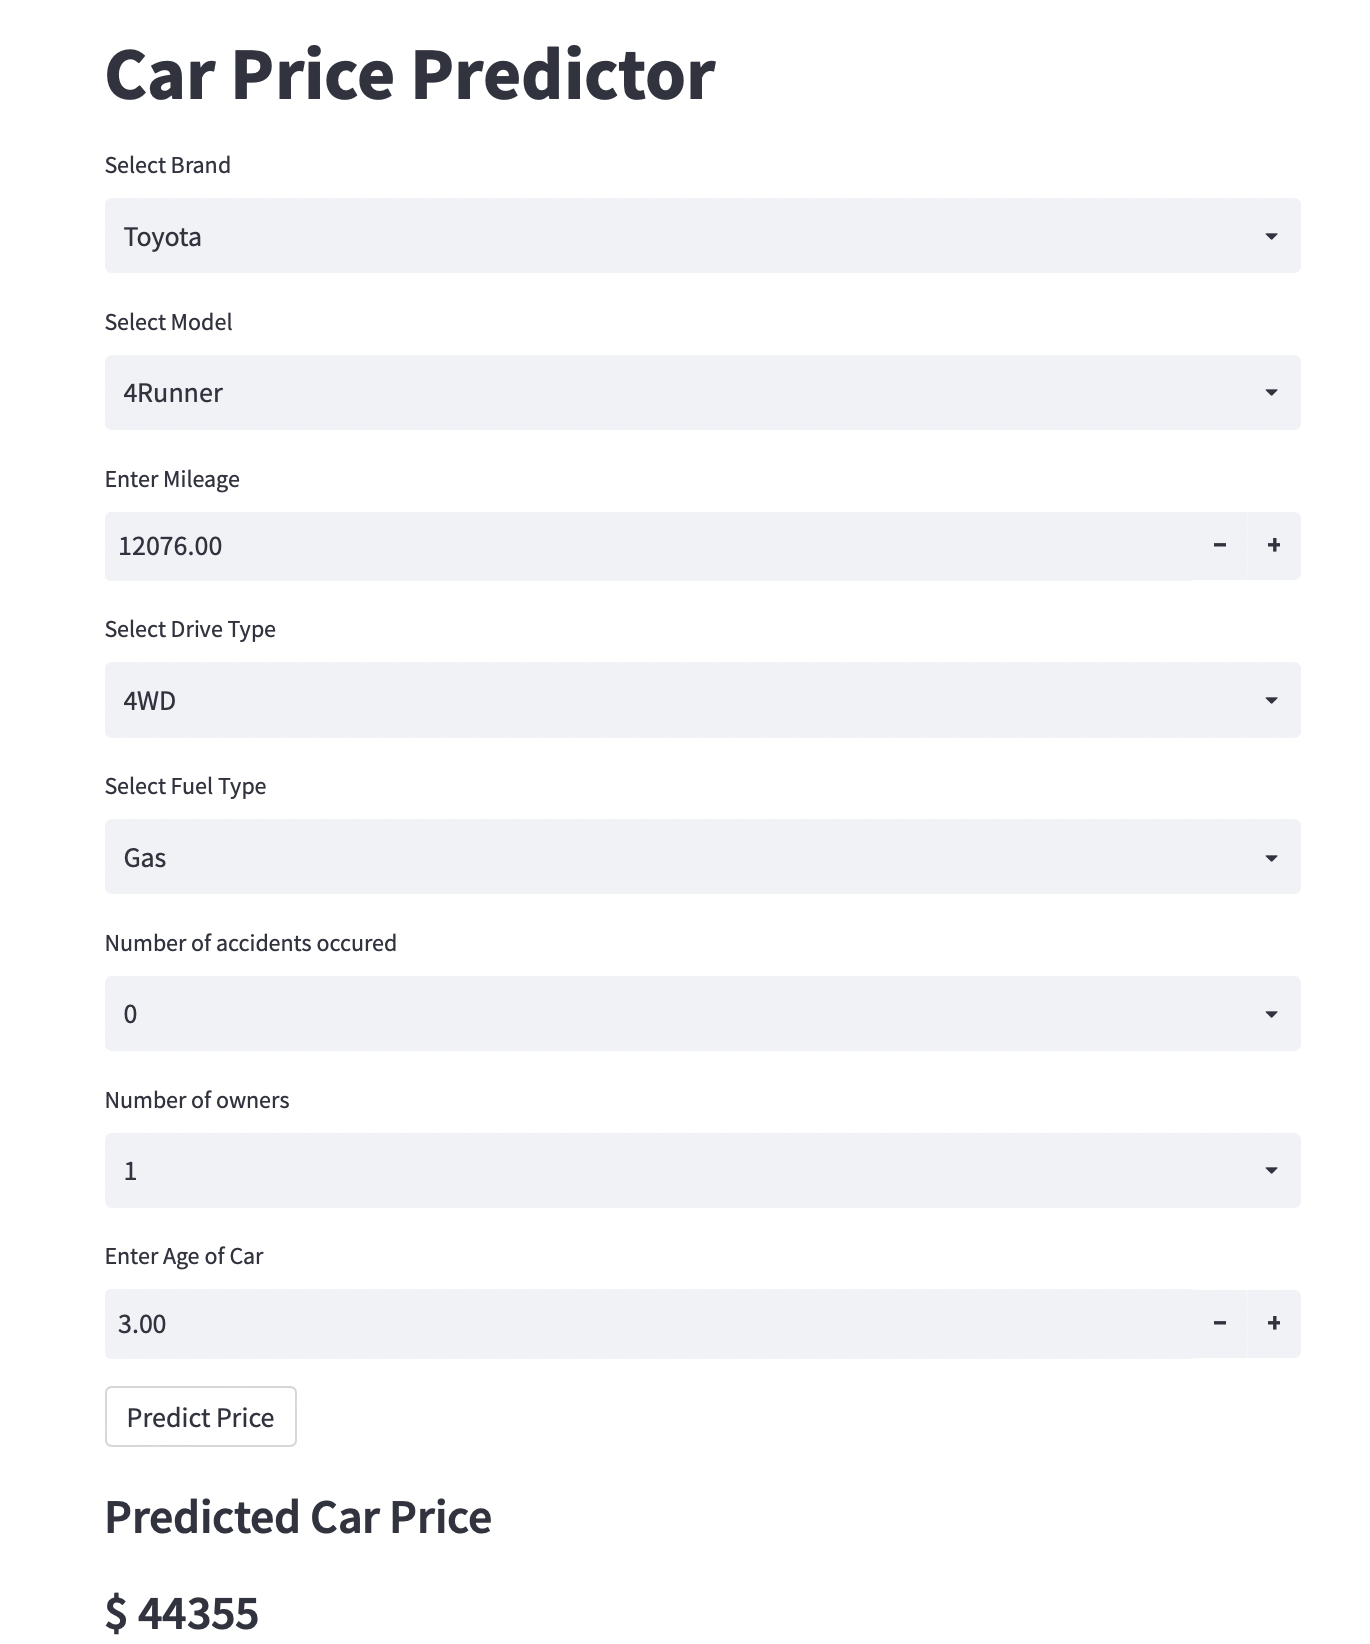 Car Price Predictor
Select Brand
Toyota
Select Model
4Runner
Enter Mileage
12076.00
Select Drive Type
4WD
Select Fuel Type
Gas
Number of accidents occured
0
Number of owners
1
Enter Age of Car
3.00
Predict Price
Predicted Car Price
$ 44355